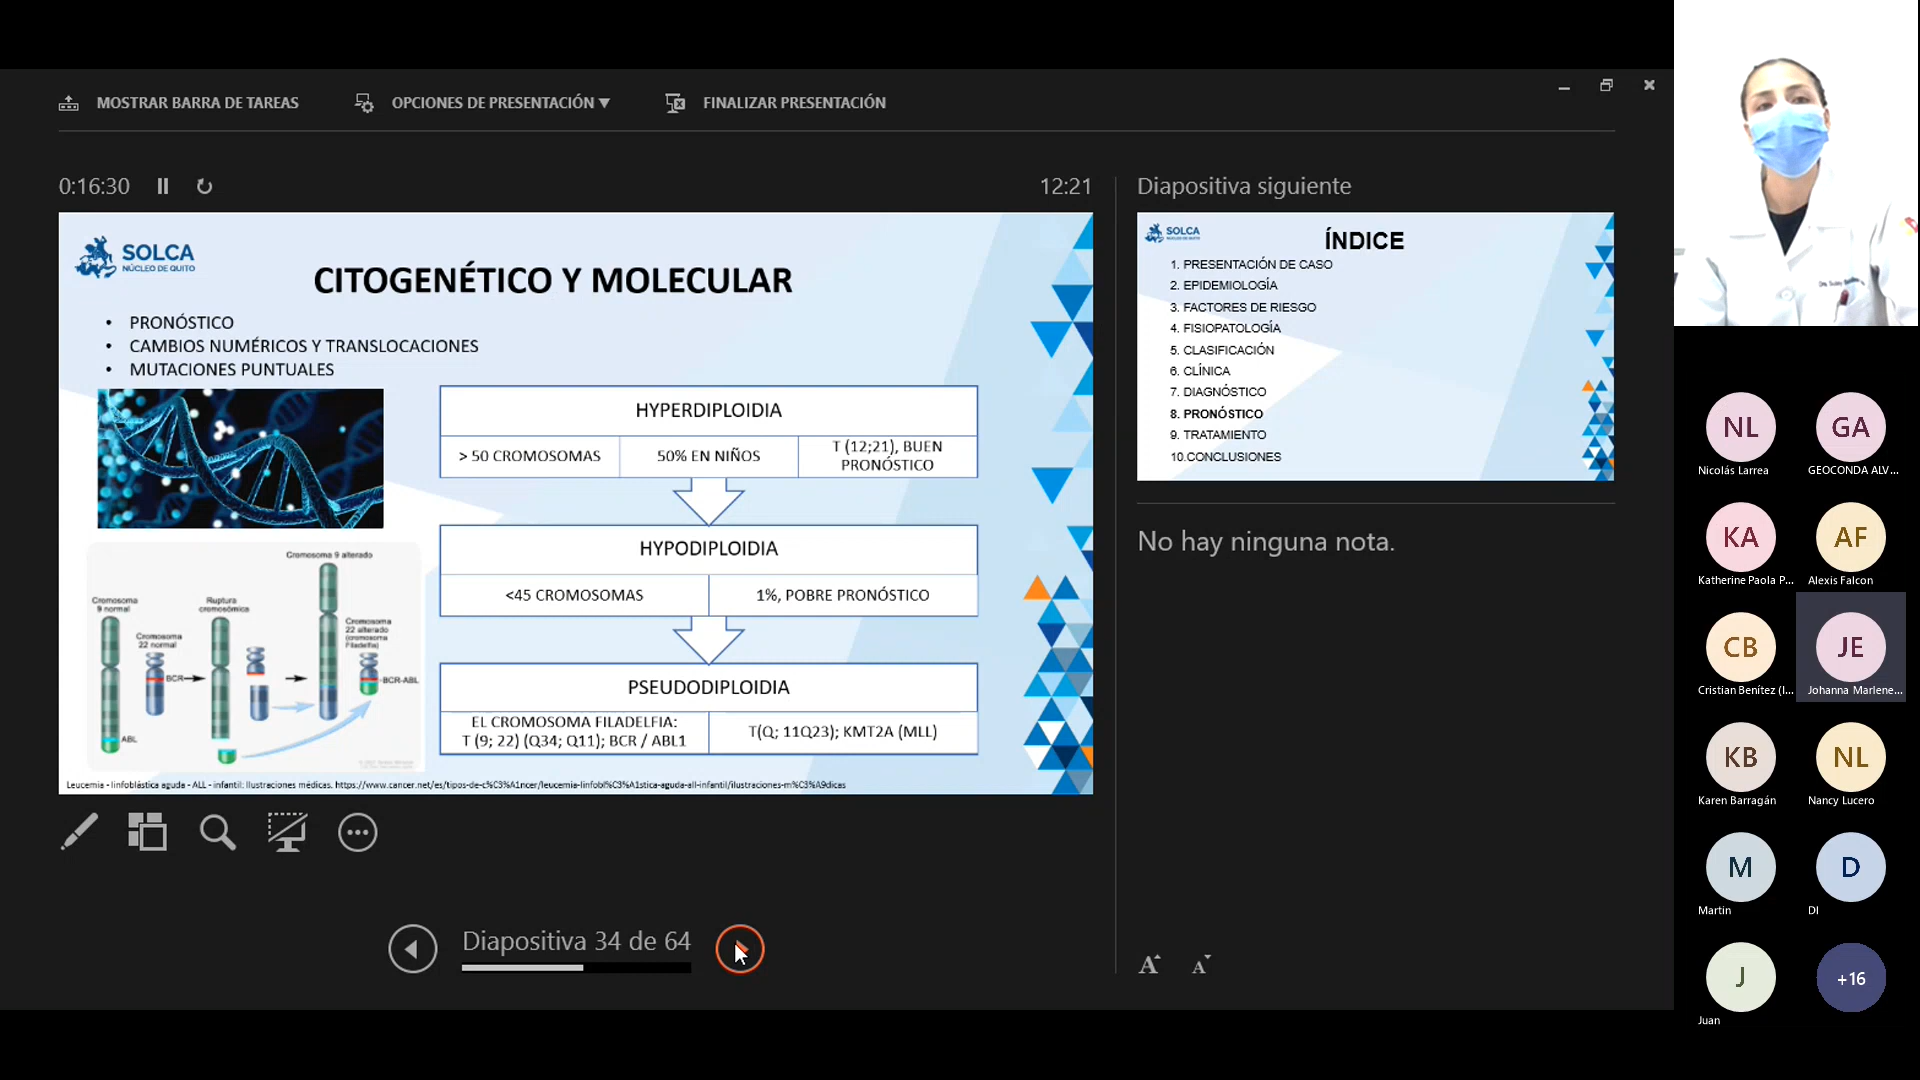 MOSTRAR BARRA DE TAREAS
OPCIONES DE PRESENTACIÓN
FINALIZAR PRESENTACIÓN
0:16:30
12:21
SOLCA
NÚCLEO DE QUITO
CITOGENÉTICO Y MOLECULAR
• PRONÓSTICO
• CAMBIOS NUMÉRICOS Y TRANSLOCACIONES
• MUTACIONES PUNTUALES
HYPERDIPLOIDIA
> 50 CROMOSOMAS
50% EN NIÑOS
T (12;21), BUEN
PRONÓSTICO
HYPODIPLOIDIA
<45 CROMOSOMAS
1%, POBRE PRONÓSTICO
PSEUDODIPLOIDIA
EL CROMOSOMA FILADELFIA:
T (9; 22) (Q34; Q11); BCR / ABL1
T(Q; 11Q23); KMT2A (MLL)
Cromosoma 9 alterado
Cromosoma
9 normal
Ruptura
cromosómica
Cromosoma
22 normal
Cromosoma
22 alterado
(cromosoma
Filadelfia)
BCR
BCR-ABL
ABL
Leucemia - linfoblástica aguda - ALL - infantil: Ilustraciones médicas. https://www.cancer.net/es/tipos-de-c%C3%A1ncer/leucemia-linfobl%C3%A1stica-aguda-all-infantil/ilustraciones-m%C3%A9dicas
Diapositiva 34 de 64
Diapositiva siguiente
SOLCA
NÚCLEO DE QUITO
ÍNDICE
1. PRESENTACIÓN DE CASO
2. EPIDEMIOLOGÍA
3. FACTORES DE RIESGO
4. FISIOPATOLOGÍA
5. CLASIFICACIÓN
6. CLÍNICA
7. DIAGNÓSTICO
8. PRONÓSTICO
9. TRATAMIENTO
10.CONCLUSIONES
No hay ninguna nota.
A A
NL
Nicolás Larrea
GA
GEOCONDA ALV...
KA
Katherine Paola P...
AF
Alexis Falcon
CB
Cristian Benítez (I...
JE
Johanna Marlene...
KB
Karen Barragán
NL
Nancy Lucero
M
Martin
D
DI
J
Juan
+16